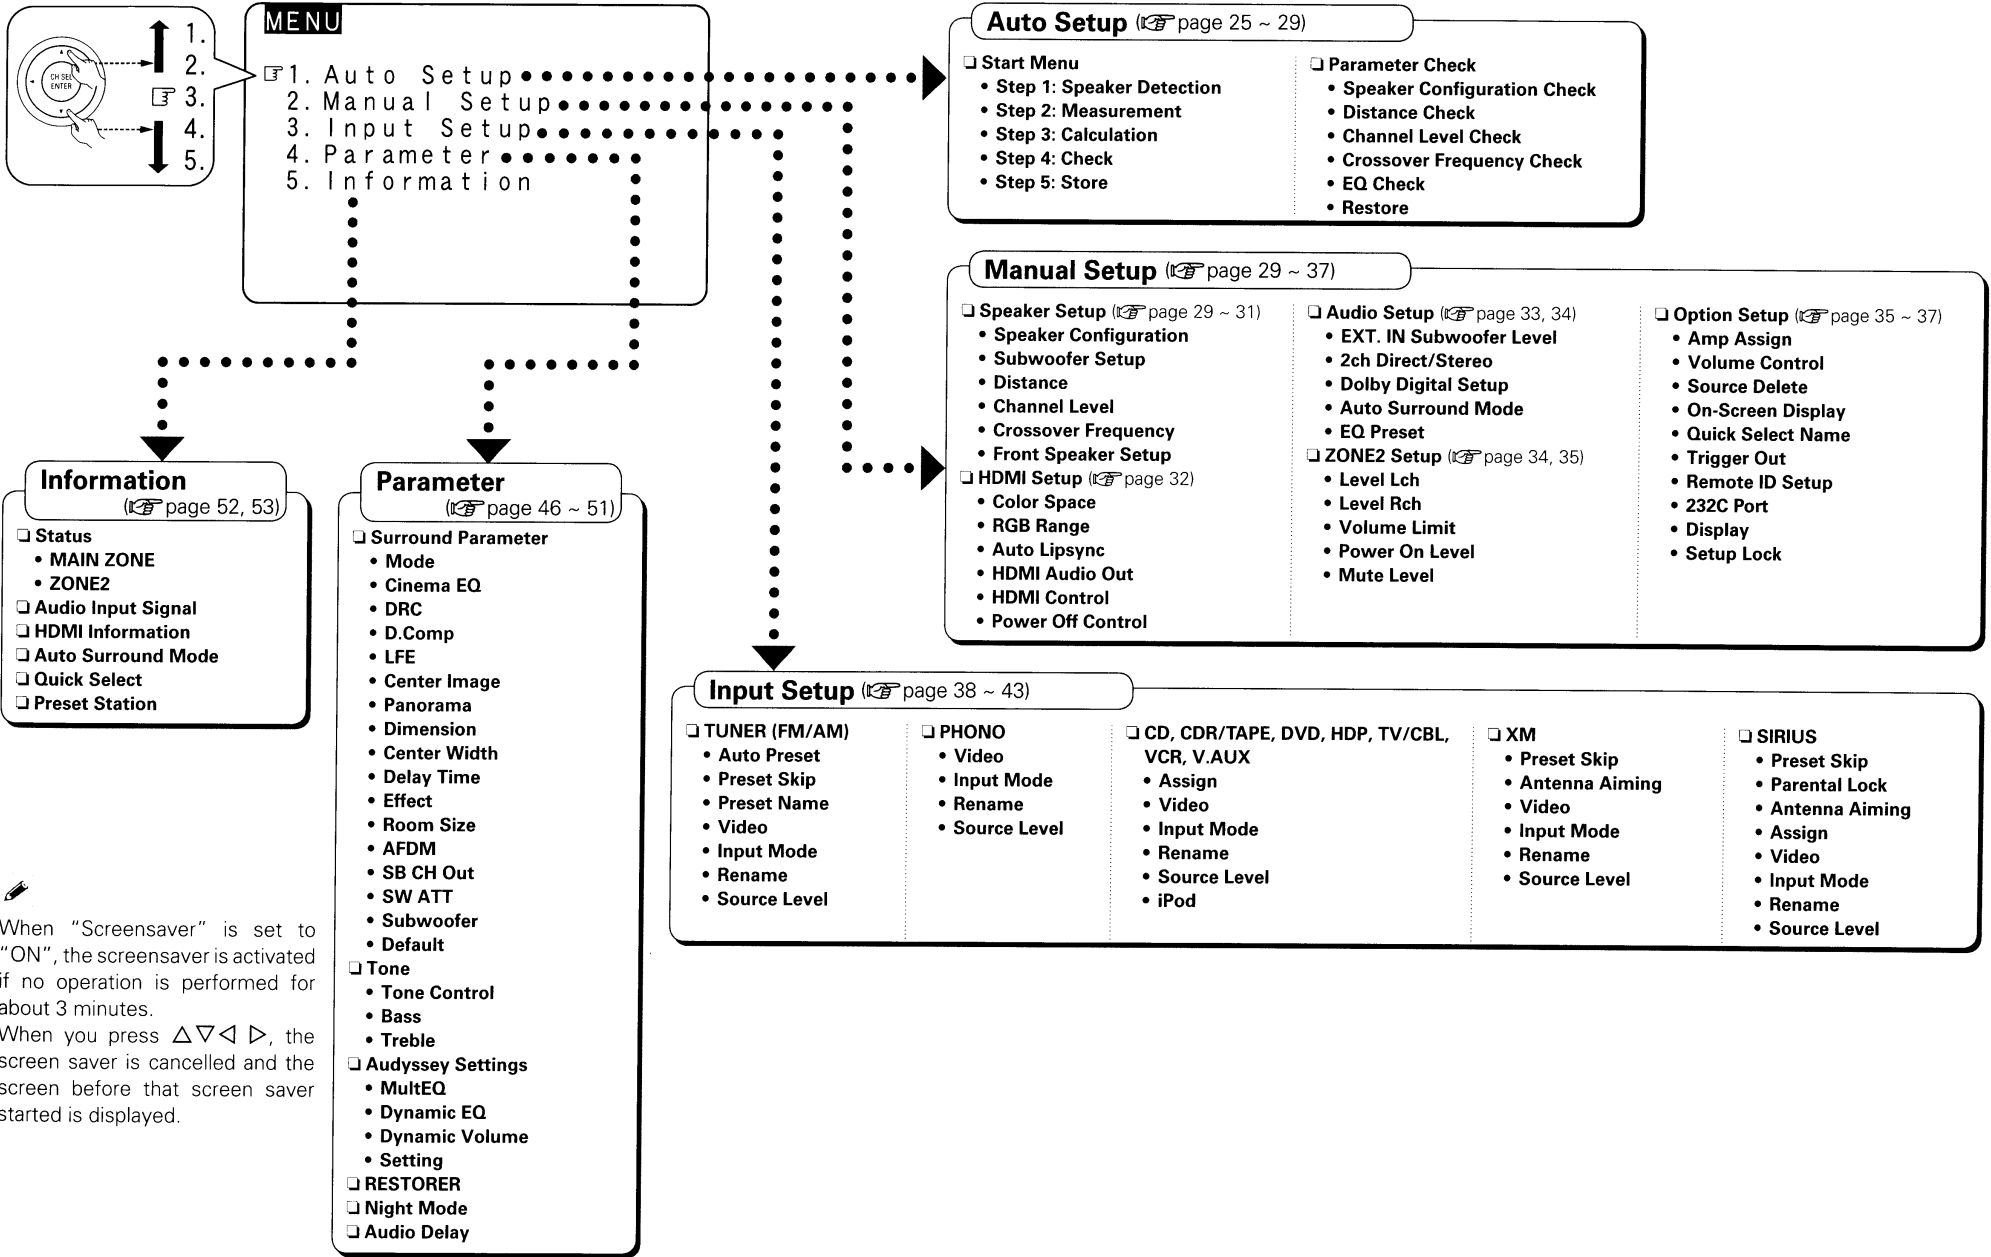 1.
2.
3.
4.
5.
CH SEL
ENTER
MENU
1. Auto Setup
2. Manual Setup
3. Input Setup
4. Parameter
5. Information
Auto Setup (page 25 ~ 29)
❏ Start Menu
• Step 1: Speaker Detection
• Step 2: Measurement
• Step 3: Calculation
• Step 4: Check
• Step 5: Store
❏ Parameter Check
• Speaker Configuration Check
• Distance Check
• Channel Level Check
• Crossover Frequency Check
• EQ Check
• Restore
Manual Setup (page 29 ~ 37)
❏ Speaker Setup (page 29 ~ 31)
• Speaker Configuration
• Subwoofer Setup
• Distance
• Channel Level
• Crossover Frequency
• Front Speaker Setup
❏ HDMI Setup (page 32)
• Color Space
• RGB Range
• Auto Lipsync
• HDMI Audio Out
• HDMI Control
• Power Off Control
❏ Audio Setup (page 33, 34)
• EXT. IN Subwoofer Level
• 2ch Direct/Stereo
• Dolby Digital Setup
• Auto Surround Mode
• EQ Preset
❏ ZONE2 Setup (page 34, 35)
• Level Lch
• Level Rch
• Volume Limit
• Power On Level
• Mute Level
❏ Option Setup (page 35 ~ 37)
• Amp Assign
• Volume Control
• Source Delete
• On-Screen Display
• Quick Select Name
• Trigger Out
• Remote ID Setup
• 232C Port
• Display
• Setup Lock
Information
(page 52, 53)
❏ Status
• MAIN ZONE
• ZONE2
❏ Audio Input Signal
❏ HDMI Information
❏ Auto Surround Mode
❏ Quick Select
❏ Preset Station
Parameter
(page 46 ~ 51)
❏ Surround Parameter
• Mode
• Cinema EQ
• DRC
• D.Comp
• LFE
• Center Image
• Panorama
• Dimension
• Center Width
• Delay Time
• Effect
• Room Size
• AFDM
• SB CH Out
• SW ATT
• Subwoofer
• Default
❏ Tone
• Tone Control
• Bass
• Treble
❏ Audyssey Settings
• MultEQ
• Dynamic EQ
• Dynamic Volume
• Setting
❏ RESTORER
❏ Night Mode
❏ Audio Delay
Input Setup (page 38 ~ 43)
❏ TUNER (FM/AM)
• Auto Preset
• Preset Skip
• Preset Name
• Video
• Input Mode
• Rename
• Source Level
❏ PHONO
• Video
• Input Mode
• Rename
• Source Level
❏ CD, CDR/TAPE, DVD, HDP, TV/CBL,
VCR, V.AUX
• Assign
• Video
• Input Mode
• Rename
• Source Level
• iPod
❏ XM
• Preset Skip
• Antenna Aiming
• Video
• Input Mode
• Rename
• Source Level
❏ SIRIUS
• Preset Skip
• Parental Lock
• Antenna Aiming
• Assign
• Video
• Input Mode
• Rename
• Source Level
When "Screensaver" is set to
"ON", the screensaver is activated
if no operation is performed for
about 3 minutes.
When you press △▽◁ ▷, the
screen saver is cancelled and the
screen before that screen saver
started is displayed.